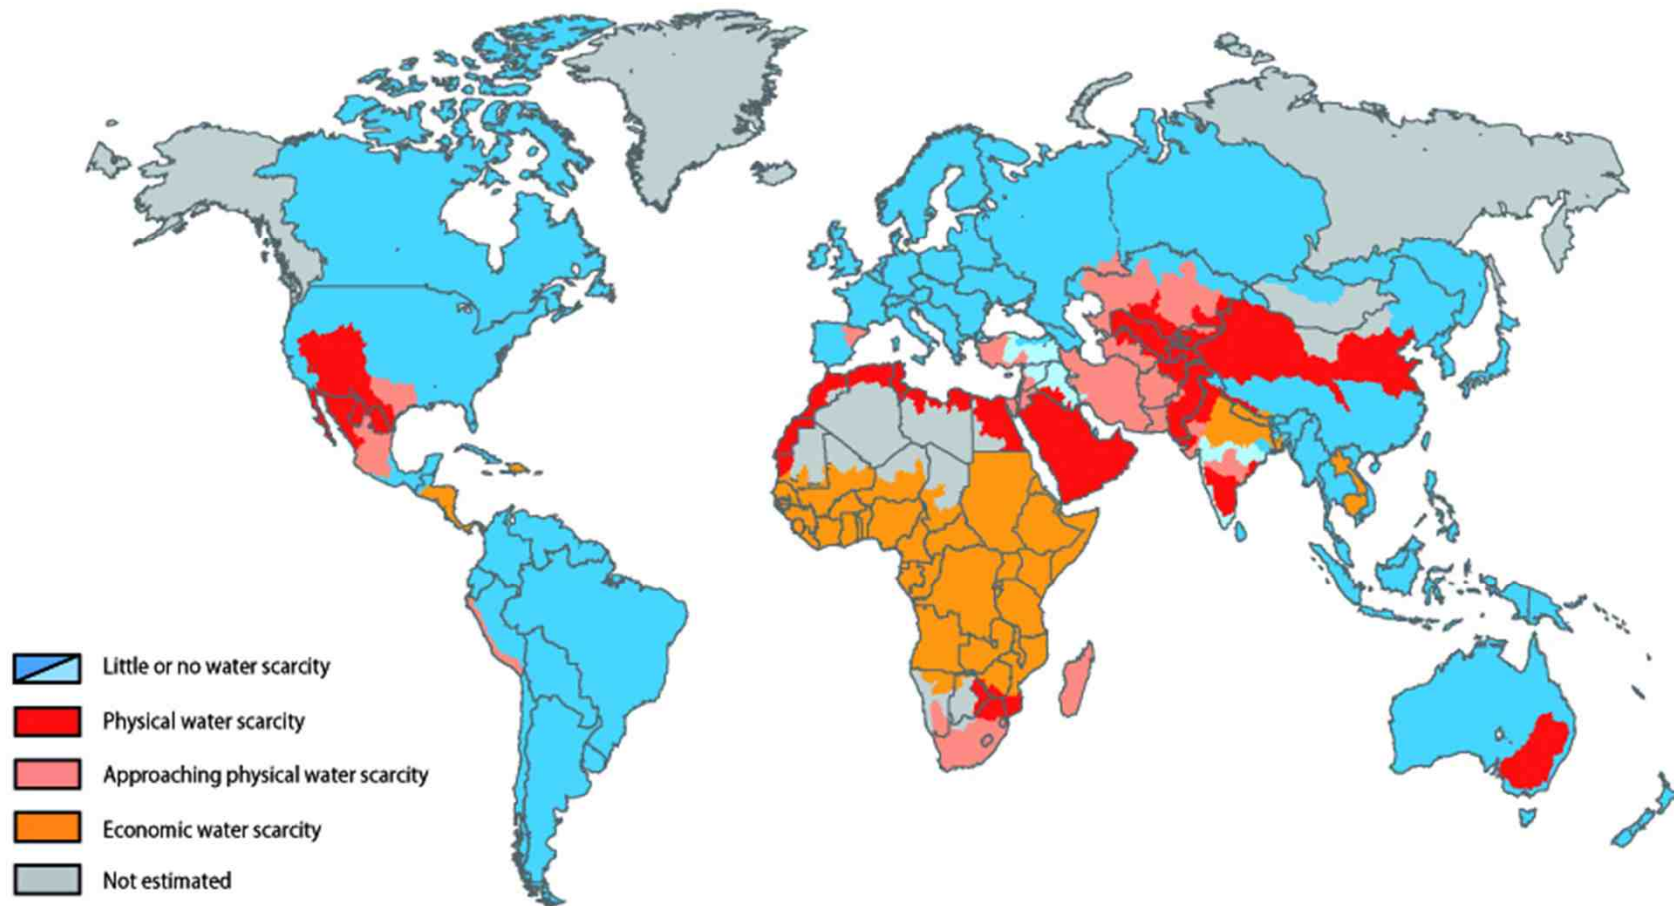 Little or no water scarcity
Physical water scarcity
Approaching physical water scarcity
Economic water scarcity
Not estimated